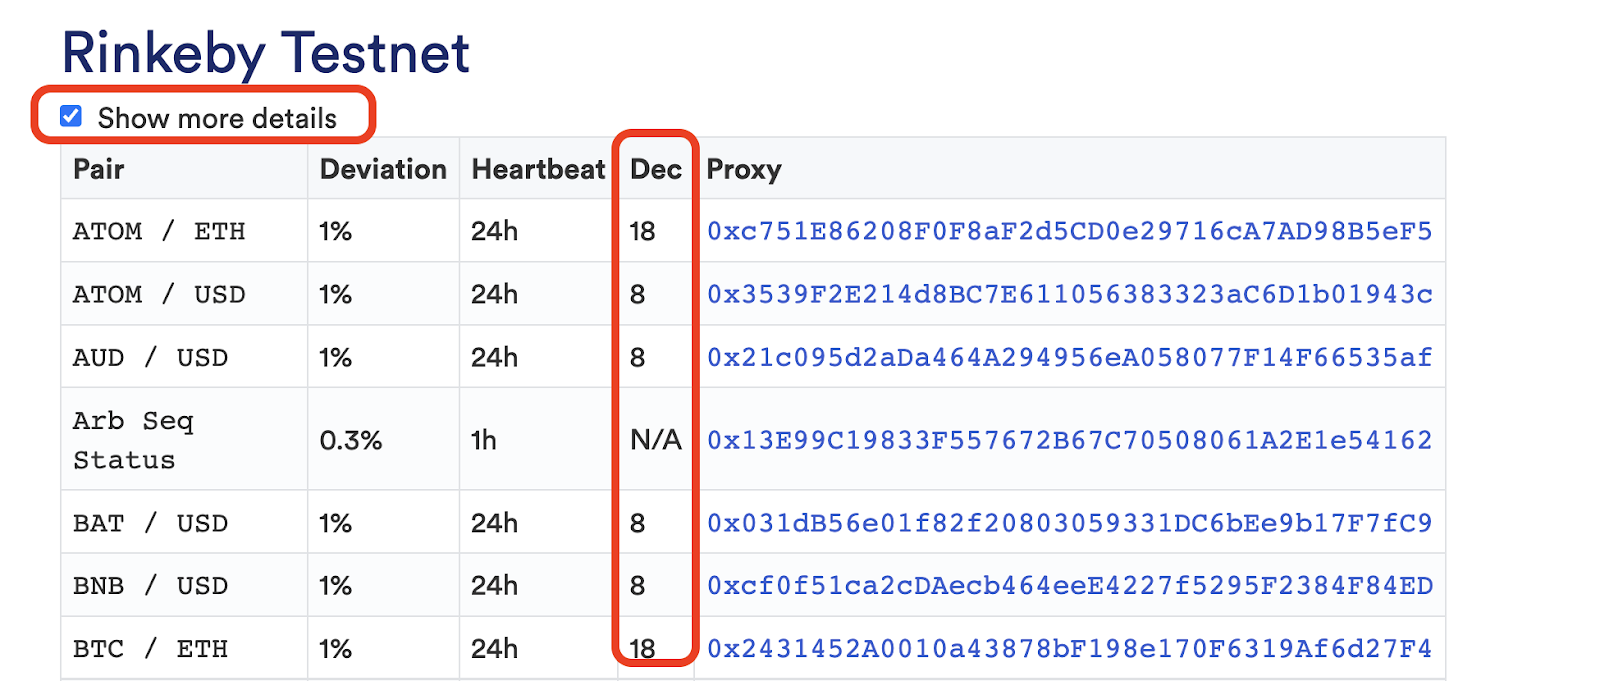 Rinkeby Testnet
Show more details
Pair Deviation Heartbeat Dec Proxy
ATOM / ETH 1% 24h 18 0xc751E86208F0F8aF2d5CD0e29716cA7AD98B5eF5
ATOM / USD 1% 24h 8 0x3539F2E214d8BC7E611056383323aC6D1b01943c
AUD / USD 1% 24h 8 0x21c095d2aDa464A294956eA058077F14F66535af
Arb Seq
Status 0.3% 1h N/A 0x13E99C19833F557672B67C70508061A2E1e54162
BAT / USD 1% 24h 8 0x031dB56e01f82f20803059331DC6bEe9b17F7fC9
BNB / USD 1% 24h 8 0xcf0f51ca2cDAecb464eeE4227f5295F2384F84ED
BTC / ETH 1% 24h 18 0x2431452A0010a43878bF198e170F6319Af6d27F4